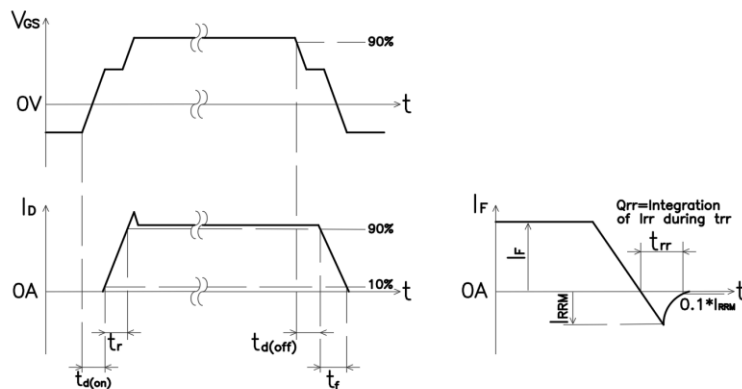 VGS
90%
0V
t
ID
90%
10%
0A
t
tr
td(off)
td(on)
tf
Qrr=Integration
of Irr during trr
IF
trr
IF
0A
t
IRRM
0.1*IRRM